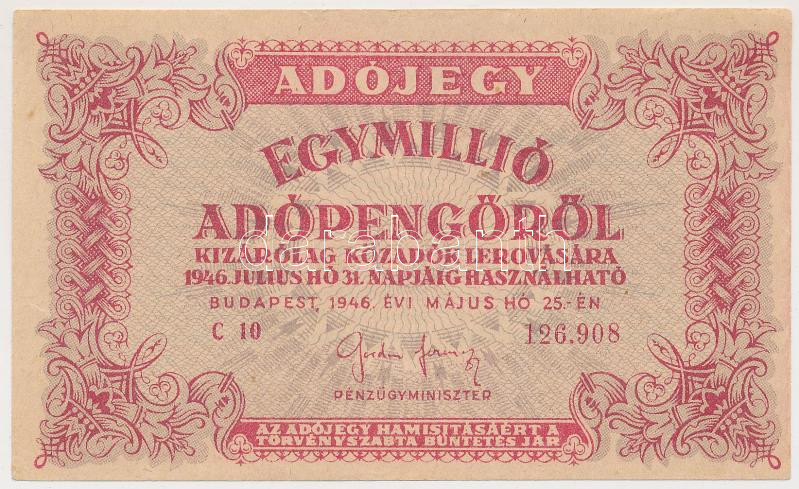 ADÓJEGY
EGYMILLIÓ
ADÓPENGŐRŐL
darabanth
KIZÁRÓLAG KÖZADÓK LEROVÁSÁRA
1946. JULIUS HÓ 31. NAPJÁIG HASZNÁLHATÓ
BUDAPEST, 1946. ÉVI MÁJUS HÓ 25.-ÉN
C 10 126.908
PÉNZÜGYMINISZTER
AZ ADÓJEGY HAMISITÁSÁÉRT A
TÖRVÉNYSZABTA BÜNTETÉS JÁR